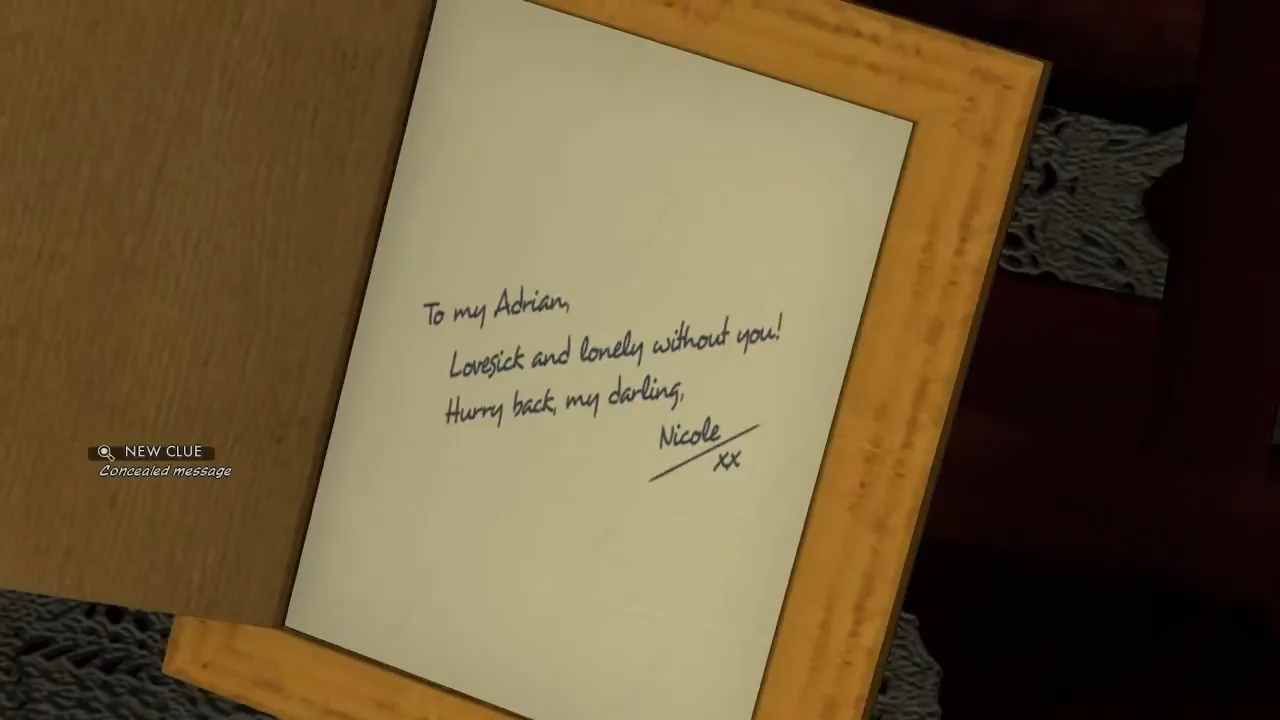 To my Adrian,
Lovesick and lonely without you!
Hurry back, my darling,
Nicole
xx
NEW CLUE
Concealed message